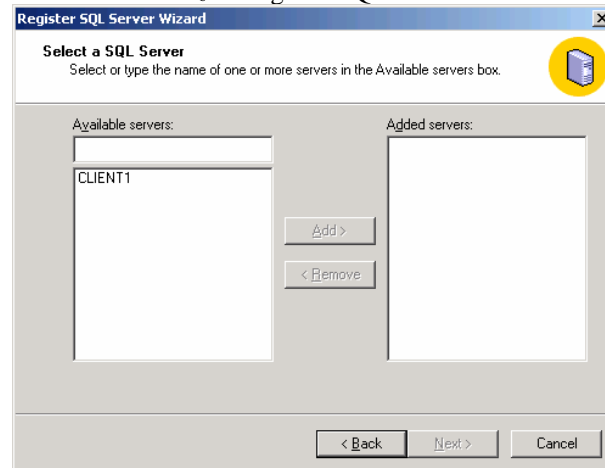 Register SQL Server Wizard
Select a SQL Server
Select or type the name of one or more servers in the Available servers box.
Available servers:
Added servers:
CLIENT1
Add >
< Remove
< Back
Next >
Cancel